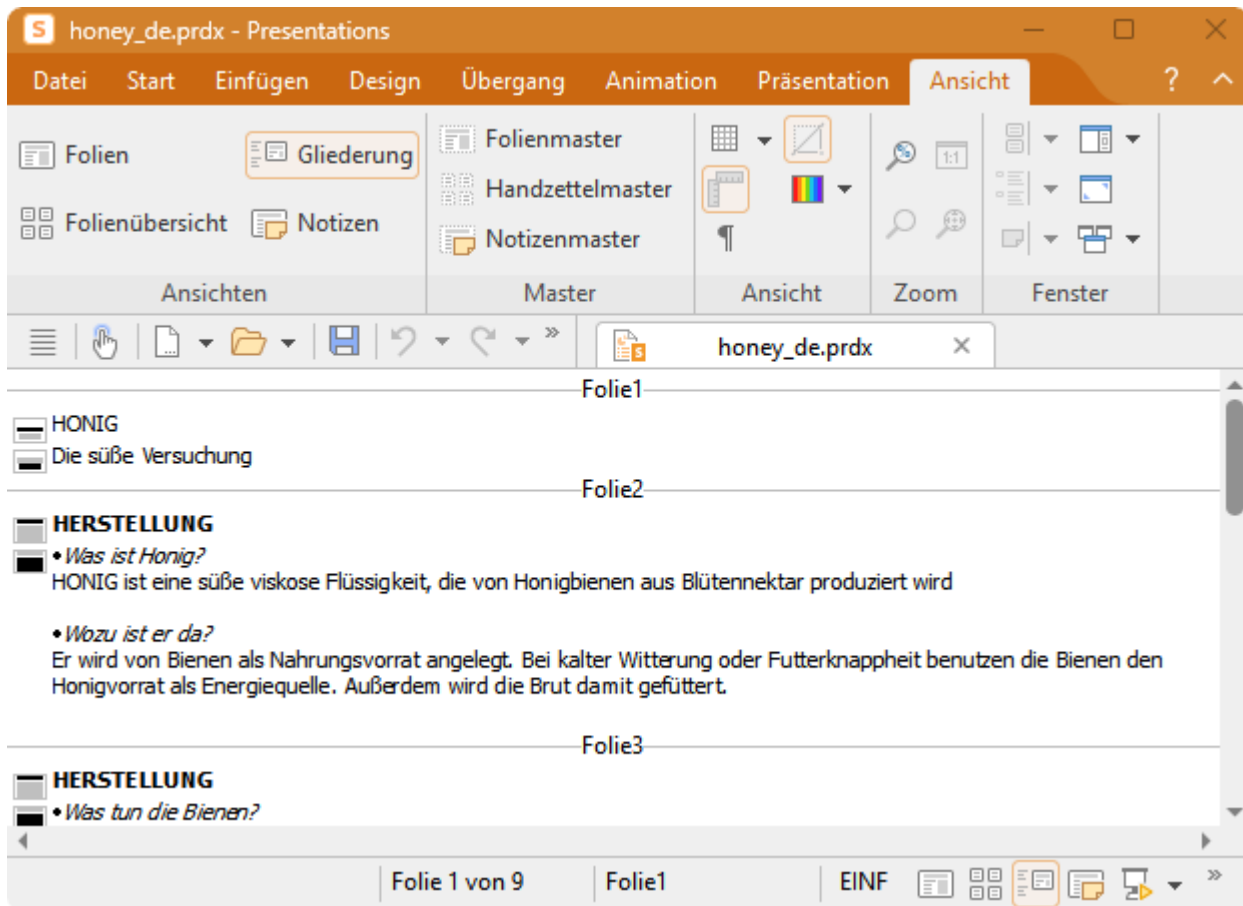 honey_de.prdx - Presentations
Datei Start Einfügen Design Übergang Animation Präsentation Ansicht ?
Folien Gliederung
Folienübersicht Notizen
Ansichten
Folienmaster
Handzettelmaster
Notizenmaster
Master
¶
Ansicht
1:1
Zoom
Fenster
honey_de.prdx
Folie1
HONIG
Die süße Versuchung
Folie2
HERSTELLUNG
•Was ist Honig?
HONIG ist eine süße viskose Flüssigkeit, die von Honigbienen aus Blütennektar produziert wird
•Wozu ist er da?
Er wird von Bienen als Nahrungsvorrat angelegt. Bei kalter Witterung oder Futterknappheit benutzen die Bienen den
Honigvorrat als Energiequelle. Außerdem wird die Brut damit gefüttert.
Folie3
HERSTELLUNG
•Was tun die Bienen?
Folie 1 von 9 Folie1 EINF